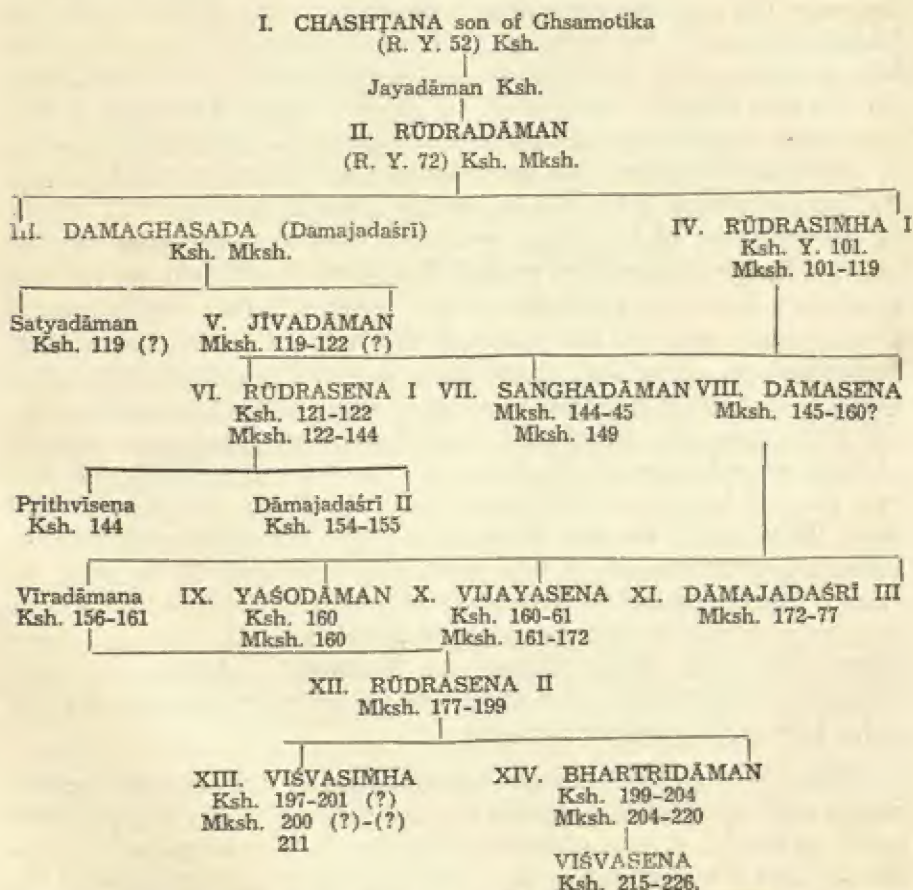 I. CHASHṬANA son of Ghsamotika
(R. Y. 52) Ksh.
Jayadāman Ksh.
II. RŪDRADĀMAN
(R. Y. 72) Ksh. Mksh.
III. DAMAGHASADA (Damajadaśrī)
Ksh. Mksh.
IV. RŪDRASIṀHA I
Ksh. Y. 101.
Mksh. 101-119
Satyadāman
Ksh. 119 (?)
V. JĪVADĀMAN
Mksh. 119-122 (?)
VI. RŪDRASENA I
Ksh. 121-122
Mksh. 122-144
VII. SANGHADĀMAN
Mksh. 144-45
Mksh. 149
VIII. DĀMASENA
Mksh. 145-160?
Prithvīsena
Ksh. 144
Dāmajadaśrī II
Ksh. 154-155
Vīradāmana
Ksh. 156-161
IX. YAŚODĀMAN
Ksh. 160
Mksh. 160
X. VIJAYASENA
Ksh. 160-61
Mksh. 161-172
XI. DĀMAJADAŚRĪ III
Mksh. 172-77
XII. RŪDRASENA II
Mksh. 177-199
XIII. VIŚVASIṀHA
Ksh. 197-201 (?)
Mksh. 200 (?)-(?)
211
XIV. BHARTṚIDĀMAN
Ksh. 199-204
Mksh. 204-220
VIŚVASENA
Ksh. 215-226.